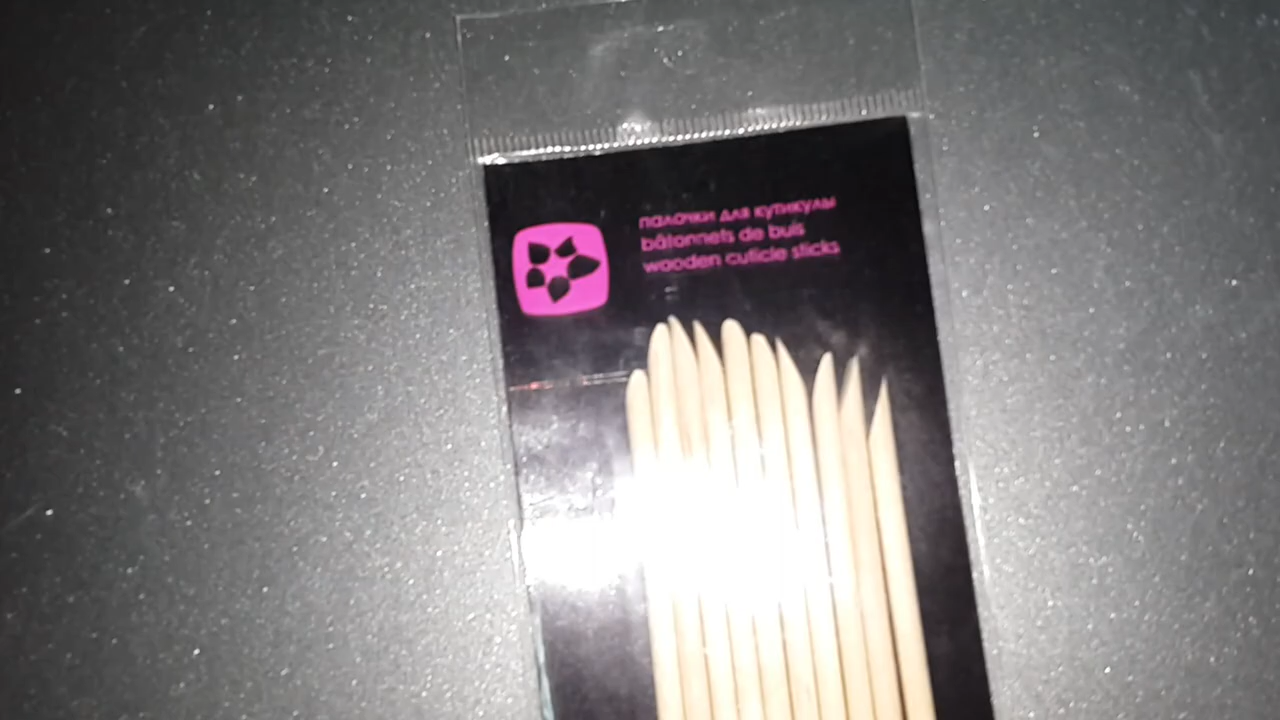 палочки для кутикулы
bâtonnets de buis
wooden cuticle sticks